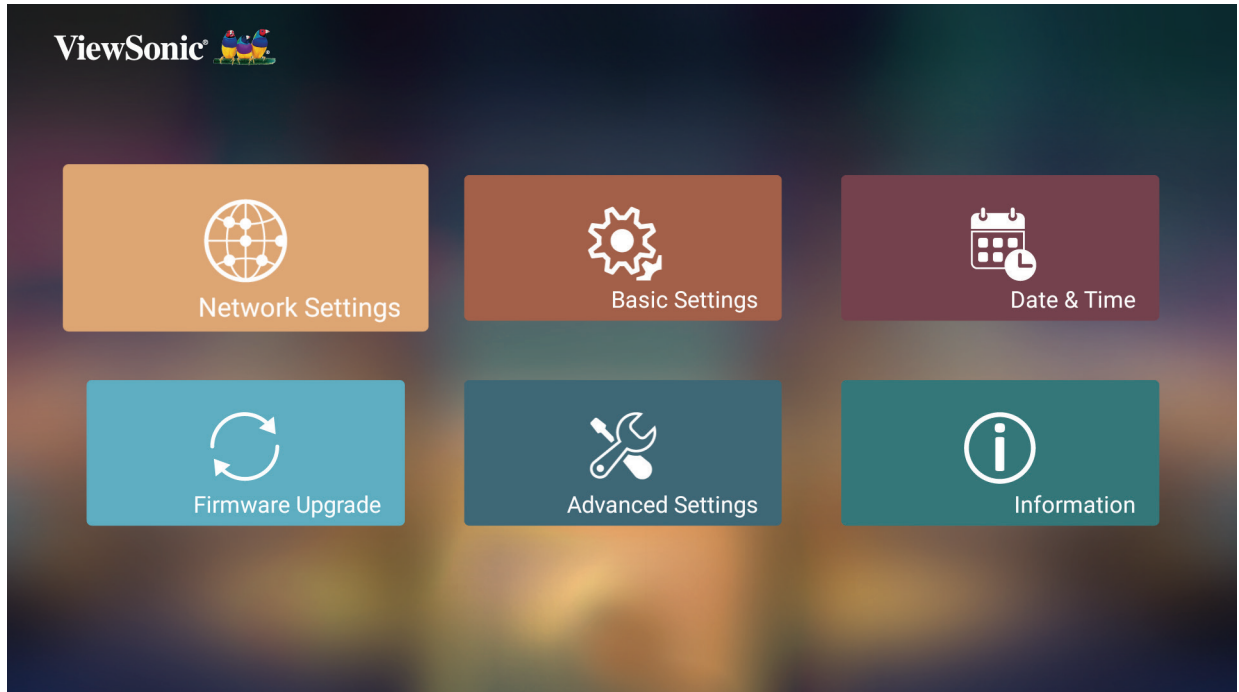 ViewSonic®
Network Settings
Basic Settings
Date & Time
Firmware Upgrade
Advanced Settings
Information